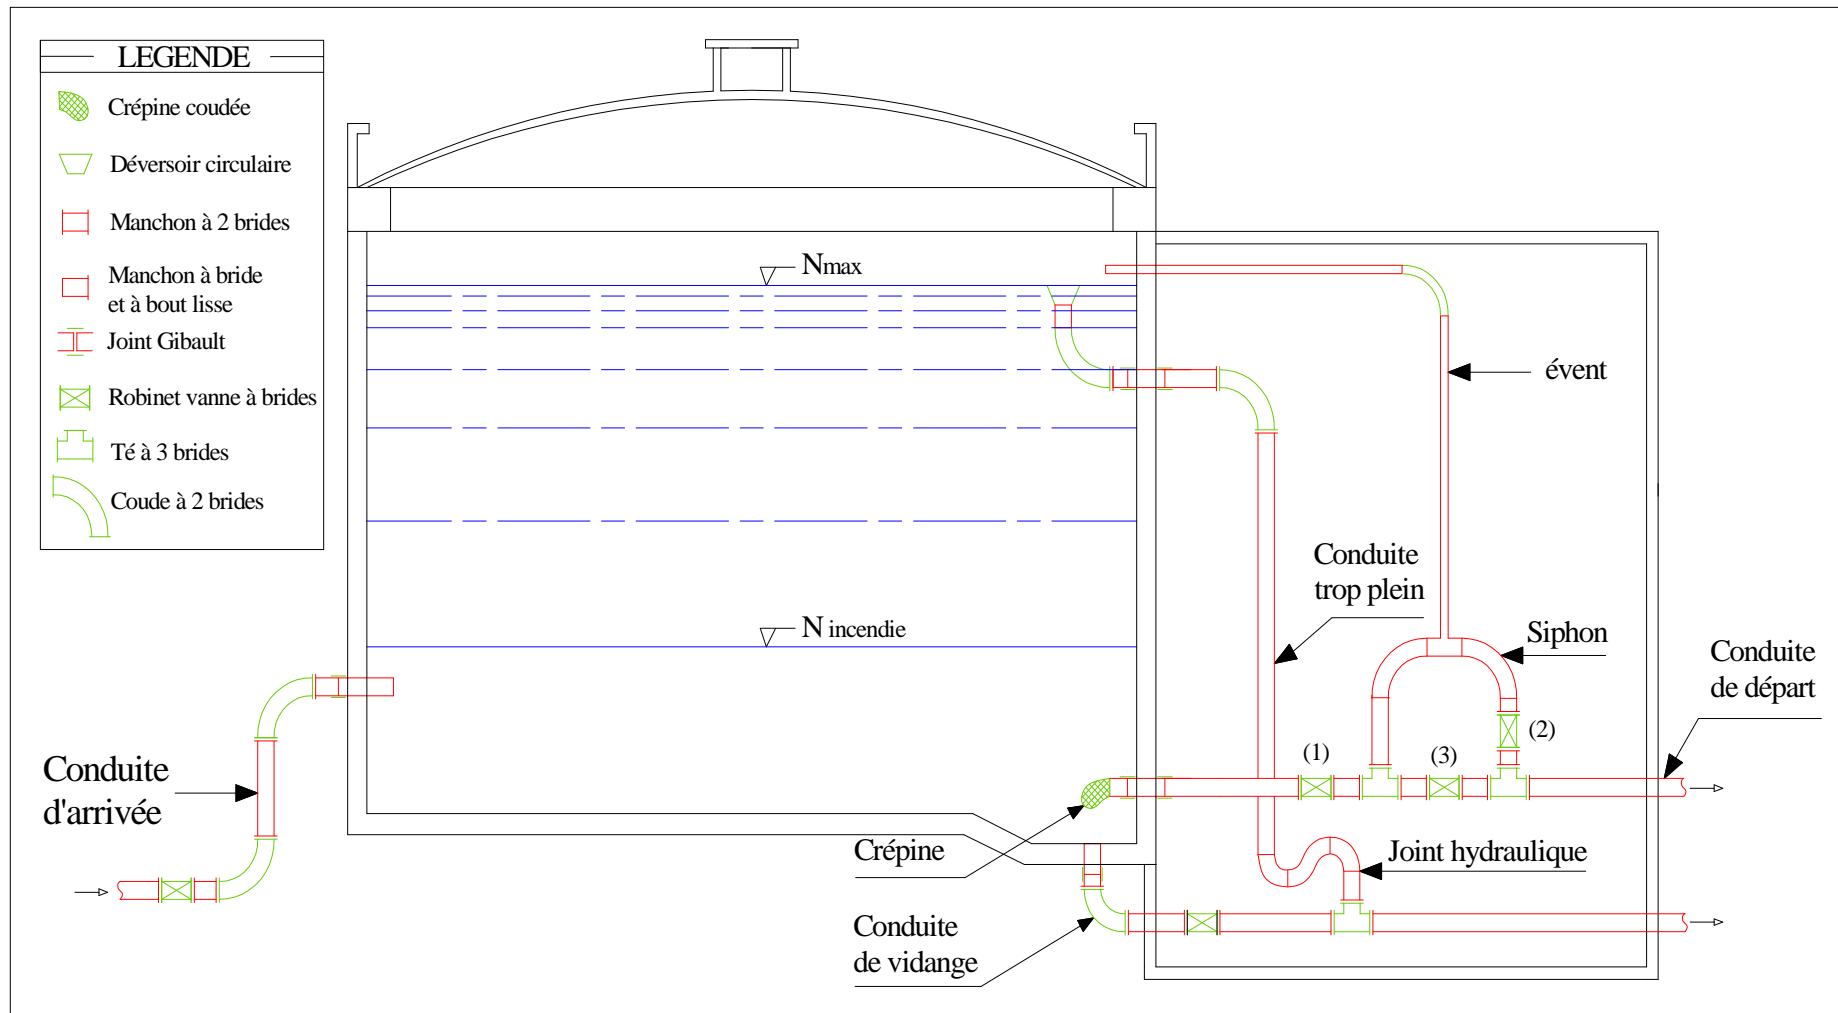 LEGENDE
Crépine coudée
Déversoir circulaire
Manchon à 2 brides
Manchon à bride
et à bout lisse
Joint Gibault
Robinet vanne à brides
Té à 3 brides
Coude à 2 brides
Nmax
évent
Conduite
trop plein
N incendie
Siphon
Conduite
de départ
(1)
(3)
(2)
Conduite
d'arrivée
Crépine
Joint hydraulique
Conduite
de vidange